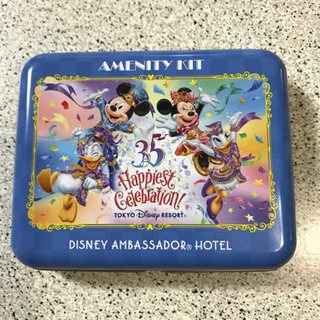 AMENITY KIT
35
Happiest
Celebration!
TOKYO Disney RESORT®
DISNEY AMBASSADOR® HOTEL